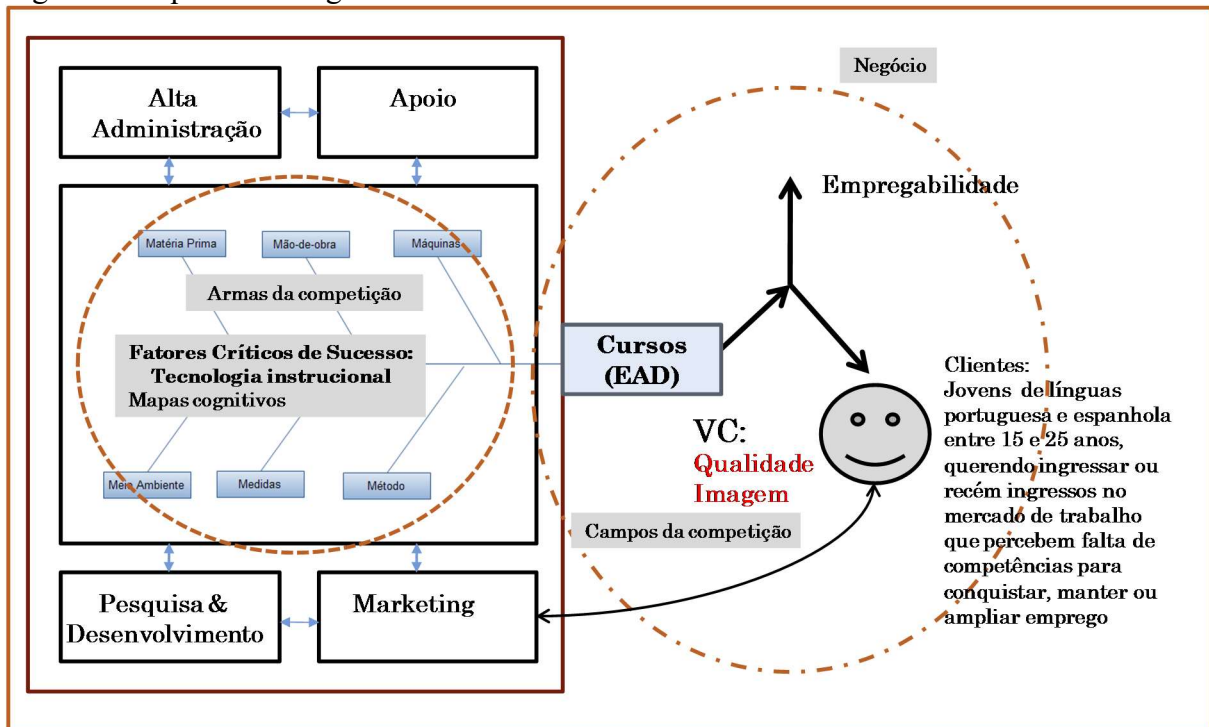 Negócio
Alta
Administração
Apoio
Empregabilidade
Matéria Prima
Mão-de-obra
Máquinas
Armas da competição
Fatores Críticos de Sucesso:
Tecnologia instrucional
Mapas cognitivos
Cursos
(EAD)
Meio Ambiente
Medidas
Método
VC:
Qualidade
Imagem
Campos da competição
Clientes:
Jovens de línguas
portuguesa e espanhola
entre 15 e 25 anos,
querendo ingressar ou
recém ingressos no
mercado de trabalho
que percebem falta de
competências para
conquistar, manter ou
ampliar emprego
Pesquisa &
Desenvolvimento
Marketing